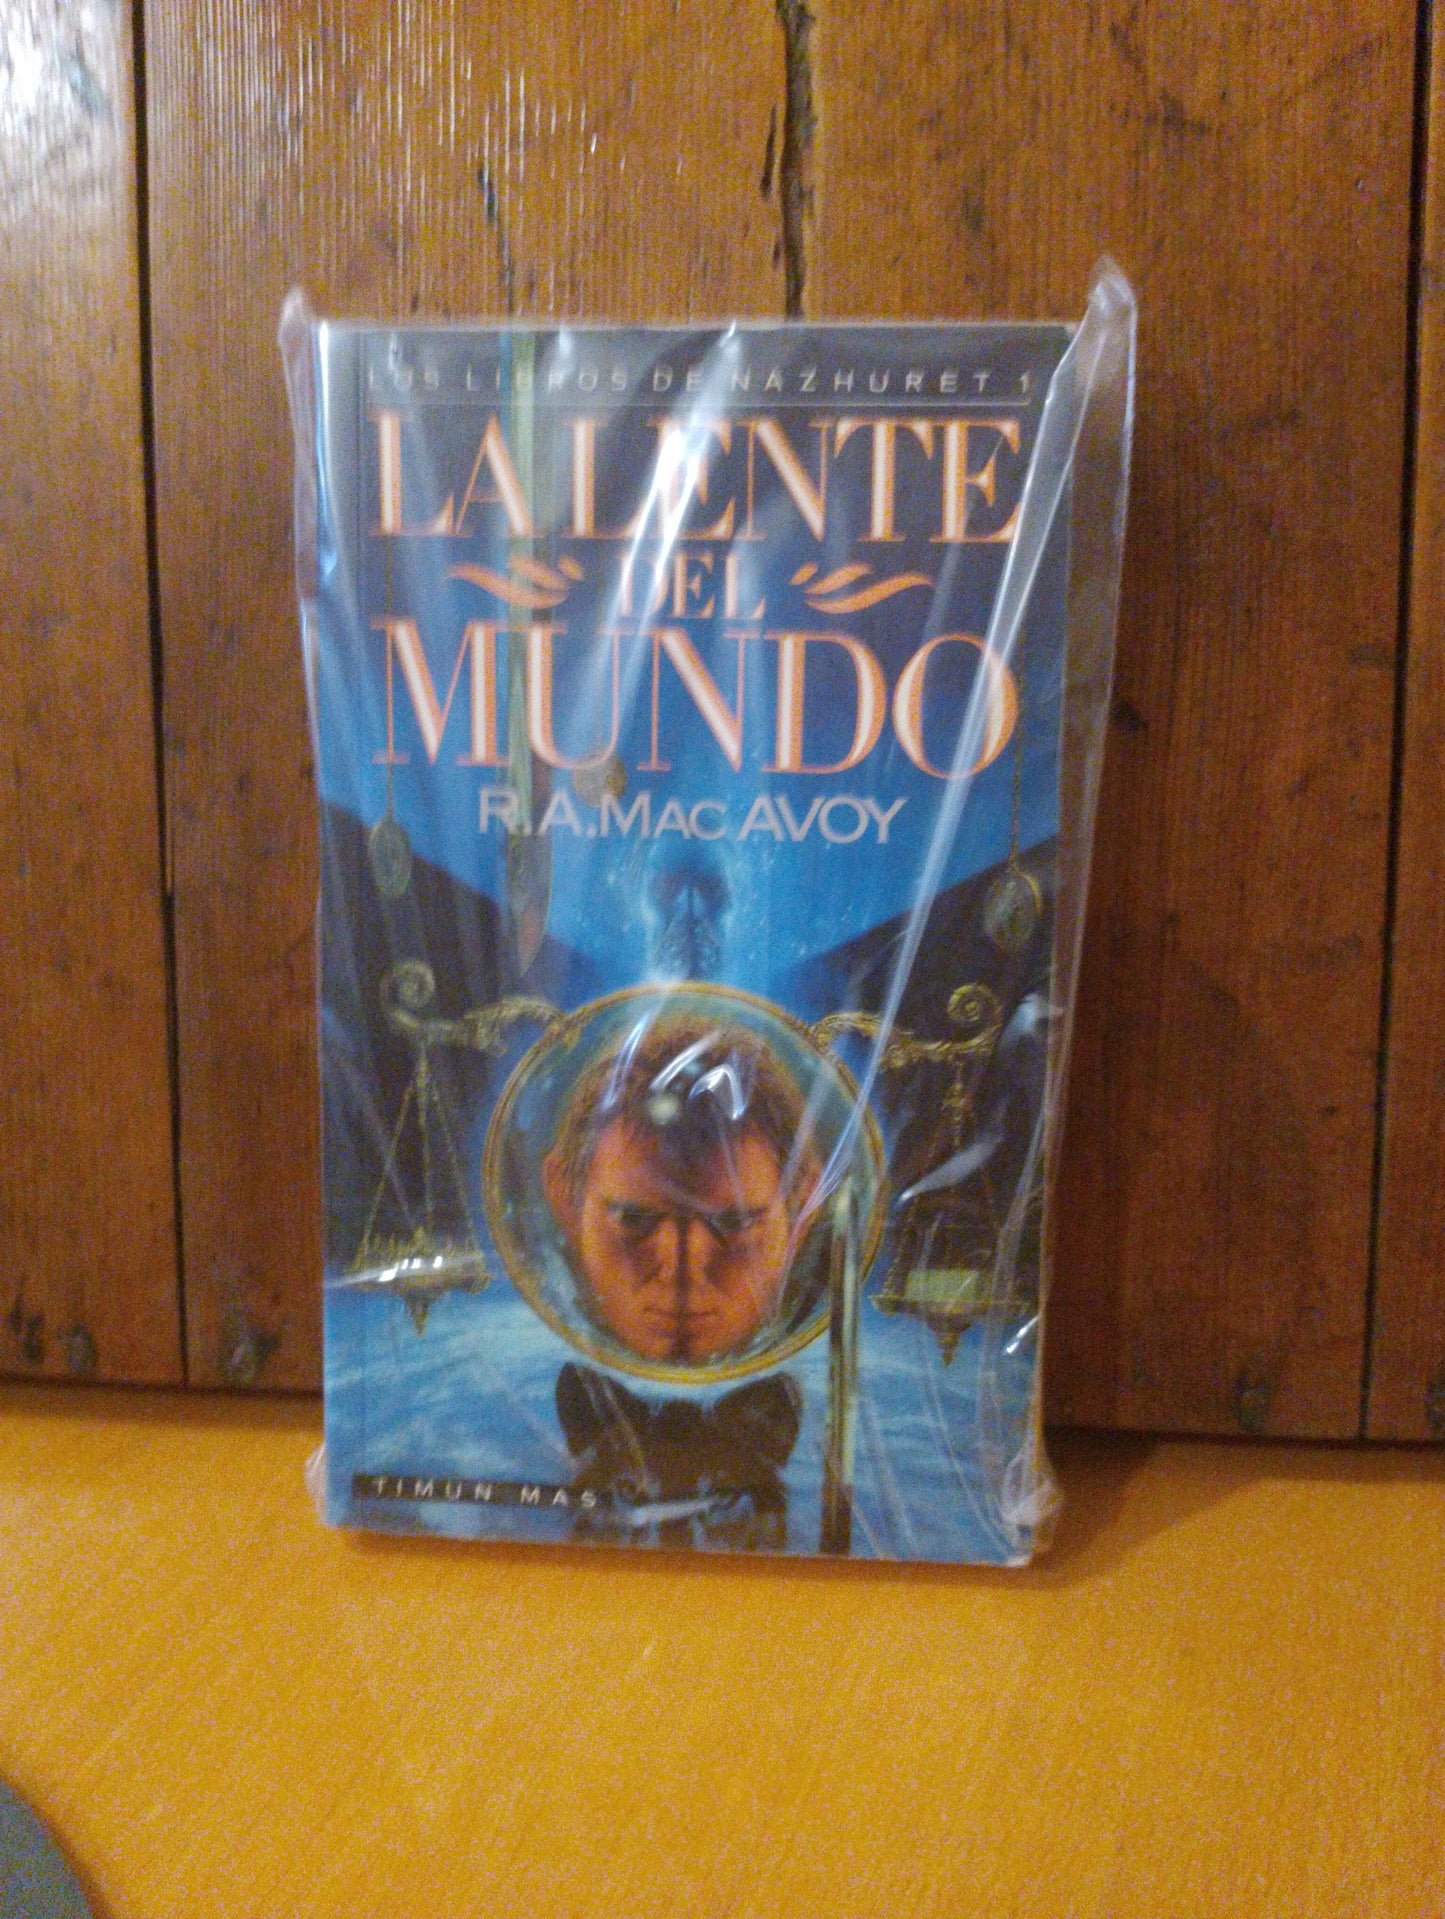 LOS LIBROS DE NAZHURET 1
LA LENTE
DEL
MUNDO
R.A. MAC AVOY
TIMUN MAS